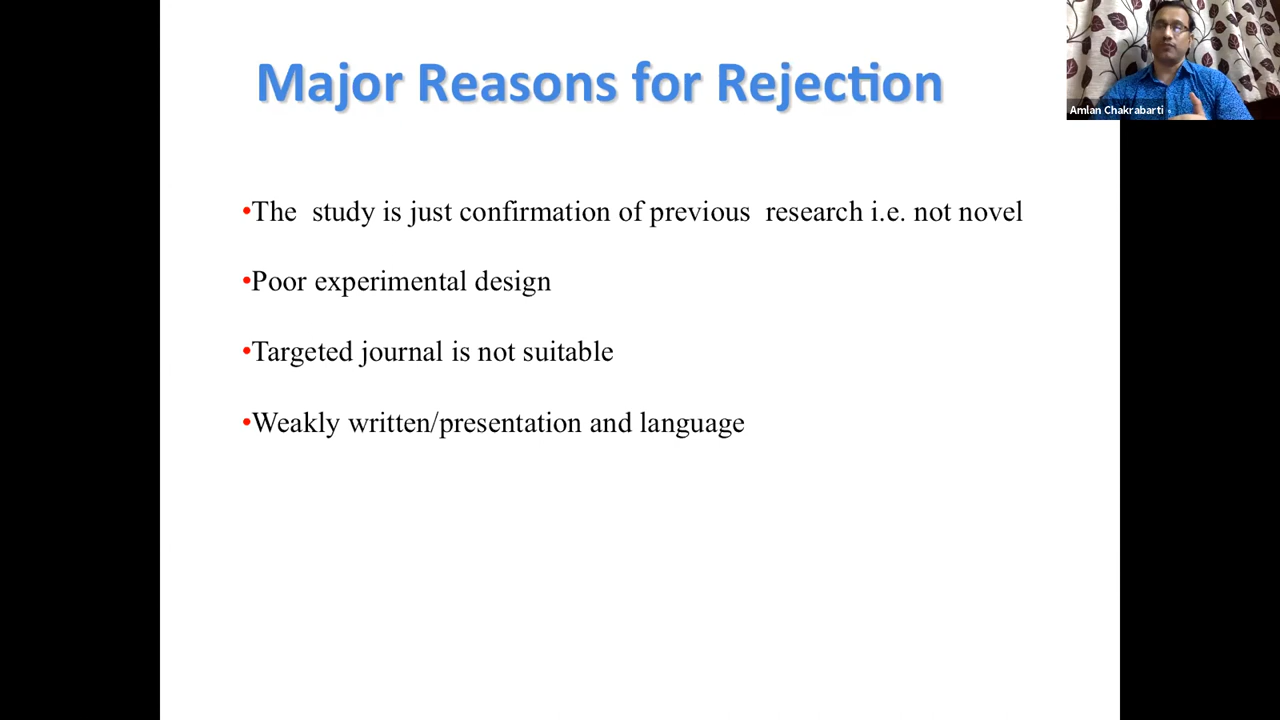 Major Reasons for Rejection
Amlan Chakrabarti
•The  study is just confirmation of previous  research i.e. not novel
•Poor experimental design
•Targeted journal is not suitable
•Weakly written/presentation and language